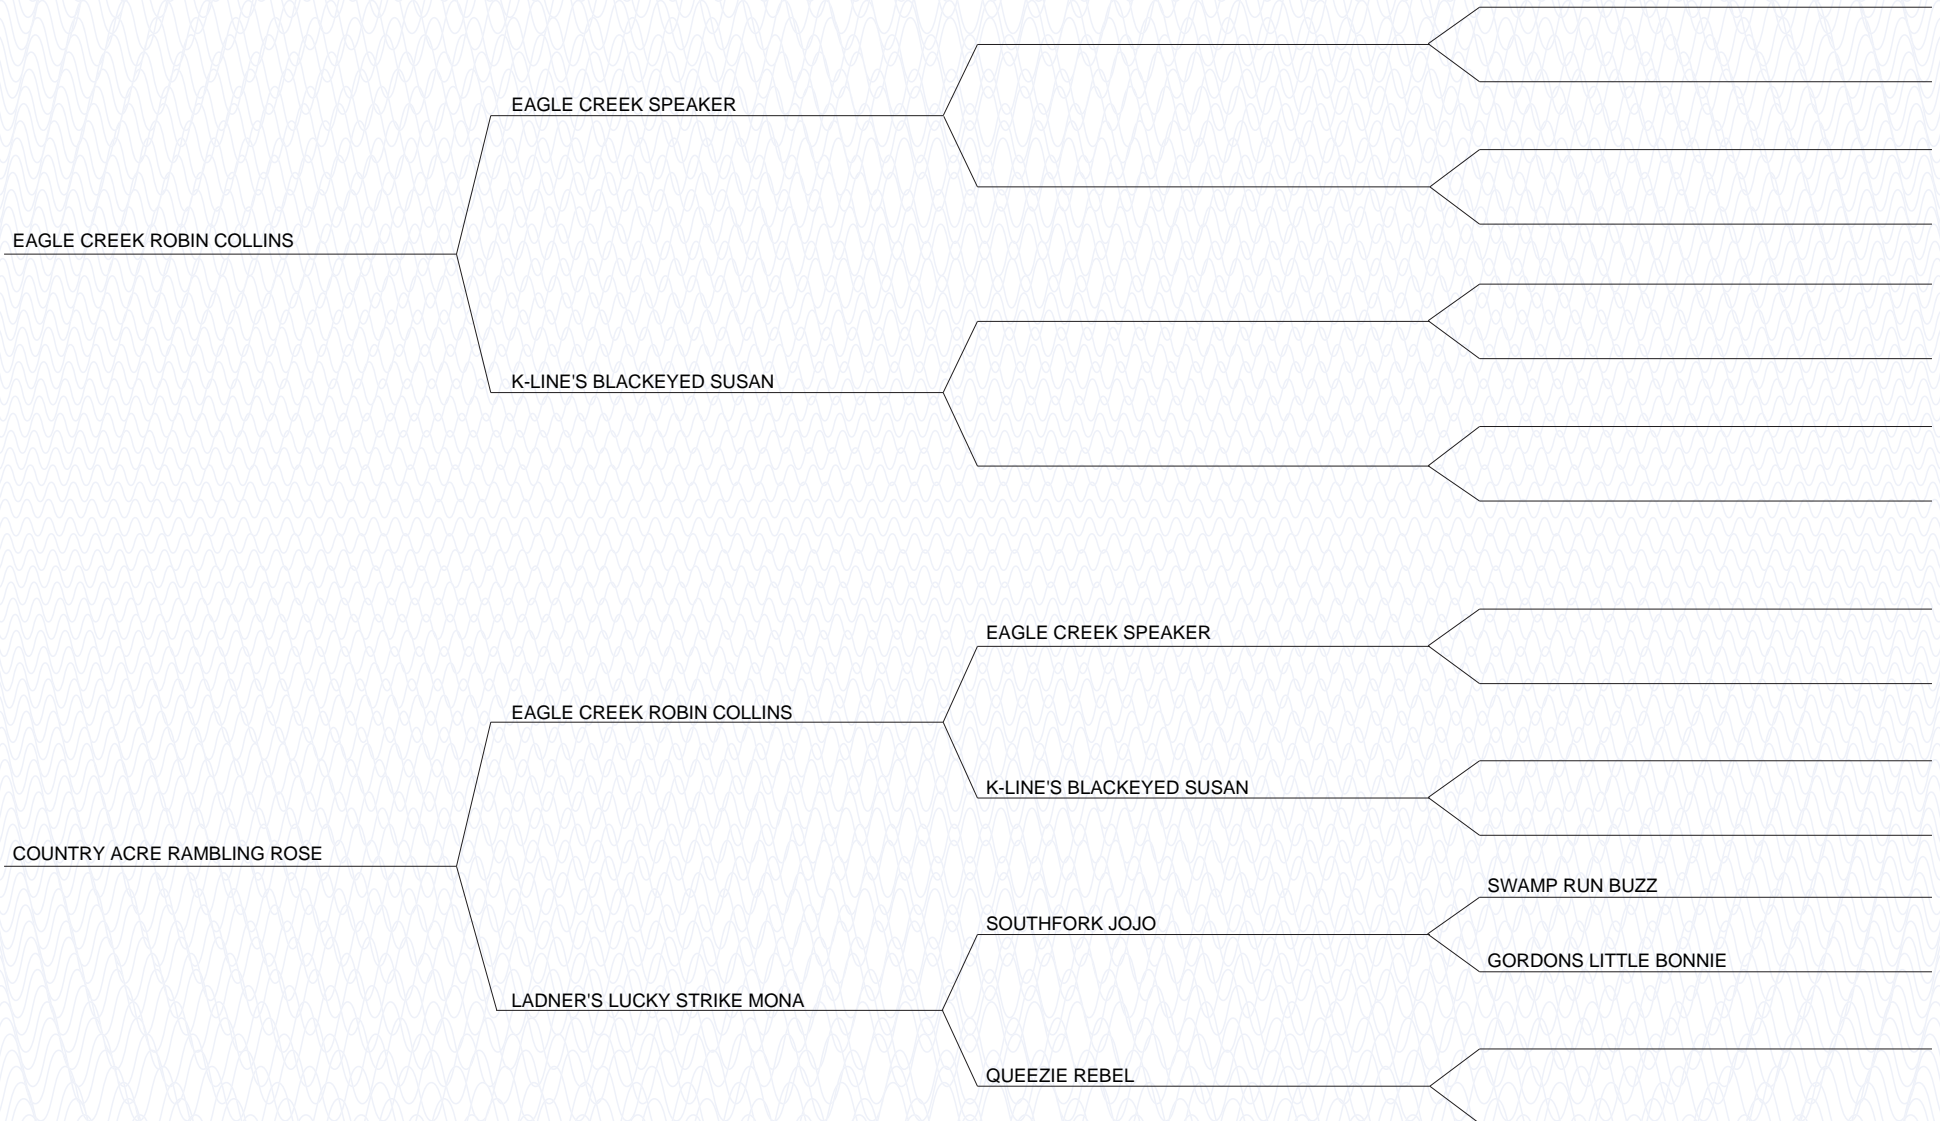 EAGLE CREEK SPEAKER
EAGLE CREEK ROBIN COLLINS
K-LINE'S BLACKEYED SUSAN
EAGLE CREEK SPEAKER
EAGLE CREEK ROBIN COLLINS
K-LINE'S BLACKEYED SUSAN
COUNTRY ACRE RAMBLING ROSE
SWAMP RUN BUZZ
SOUTHFORK JOJO
GORDONS LITTLE BONNIE
LADNER'S LUCKY STRIKE MONA
QUEEZIE REBEL